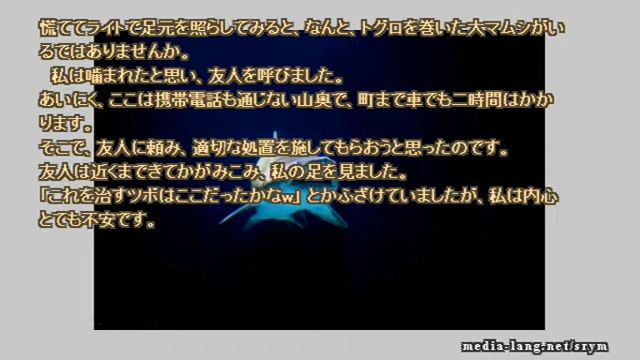 慌ててライトで足元を照らしてみると、なんと、トグロを巻いた大マムシがい
るではありませんか。
　私は噛まれたと思い、友人を呼びました。
あいにく、ここは携帯電話も通じない山奥で、町まで車でも二時間はかか
ります。
そこで、友人に頼み、適切な処置を施してもらおうと思ったのです。
友人は近くまできてかがみこみ、私の足を見ました。
「これを治すツボはここだったかなw」とかふざけていましたが、私は内心
とても不安です。
media-lang-net/srym